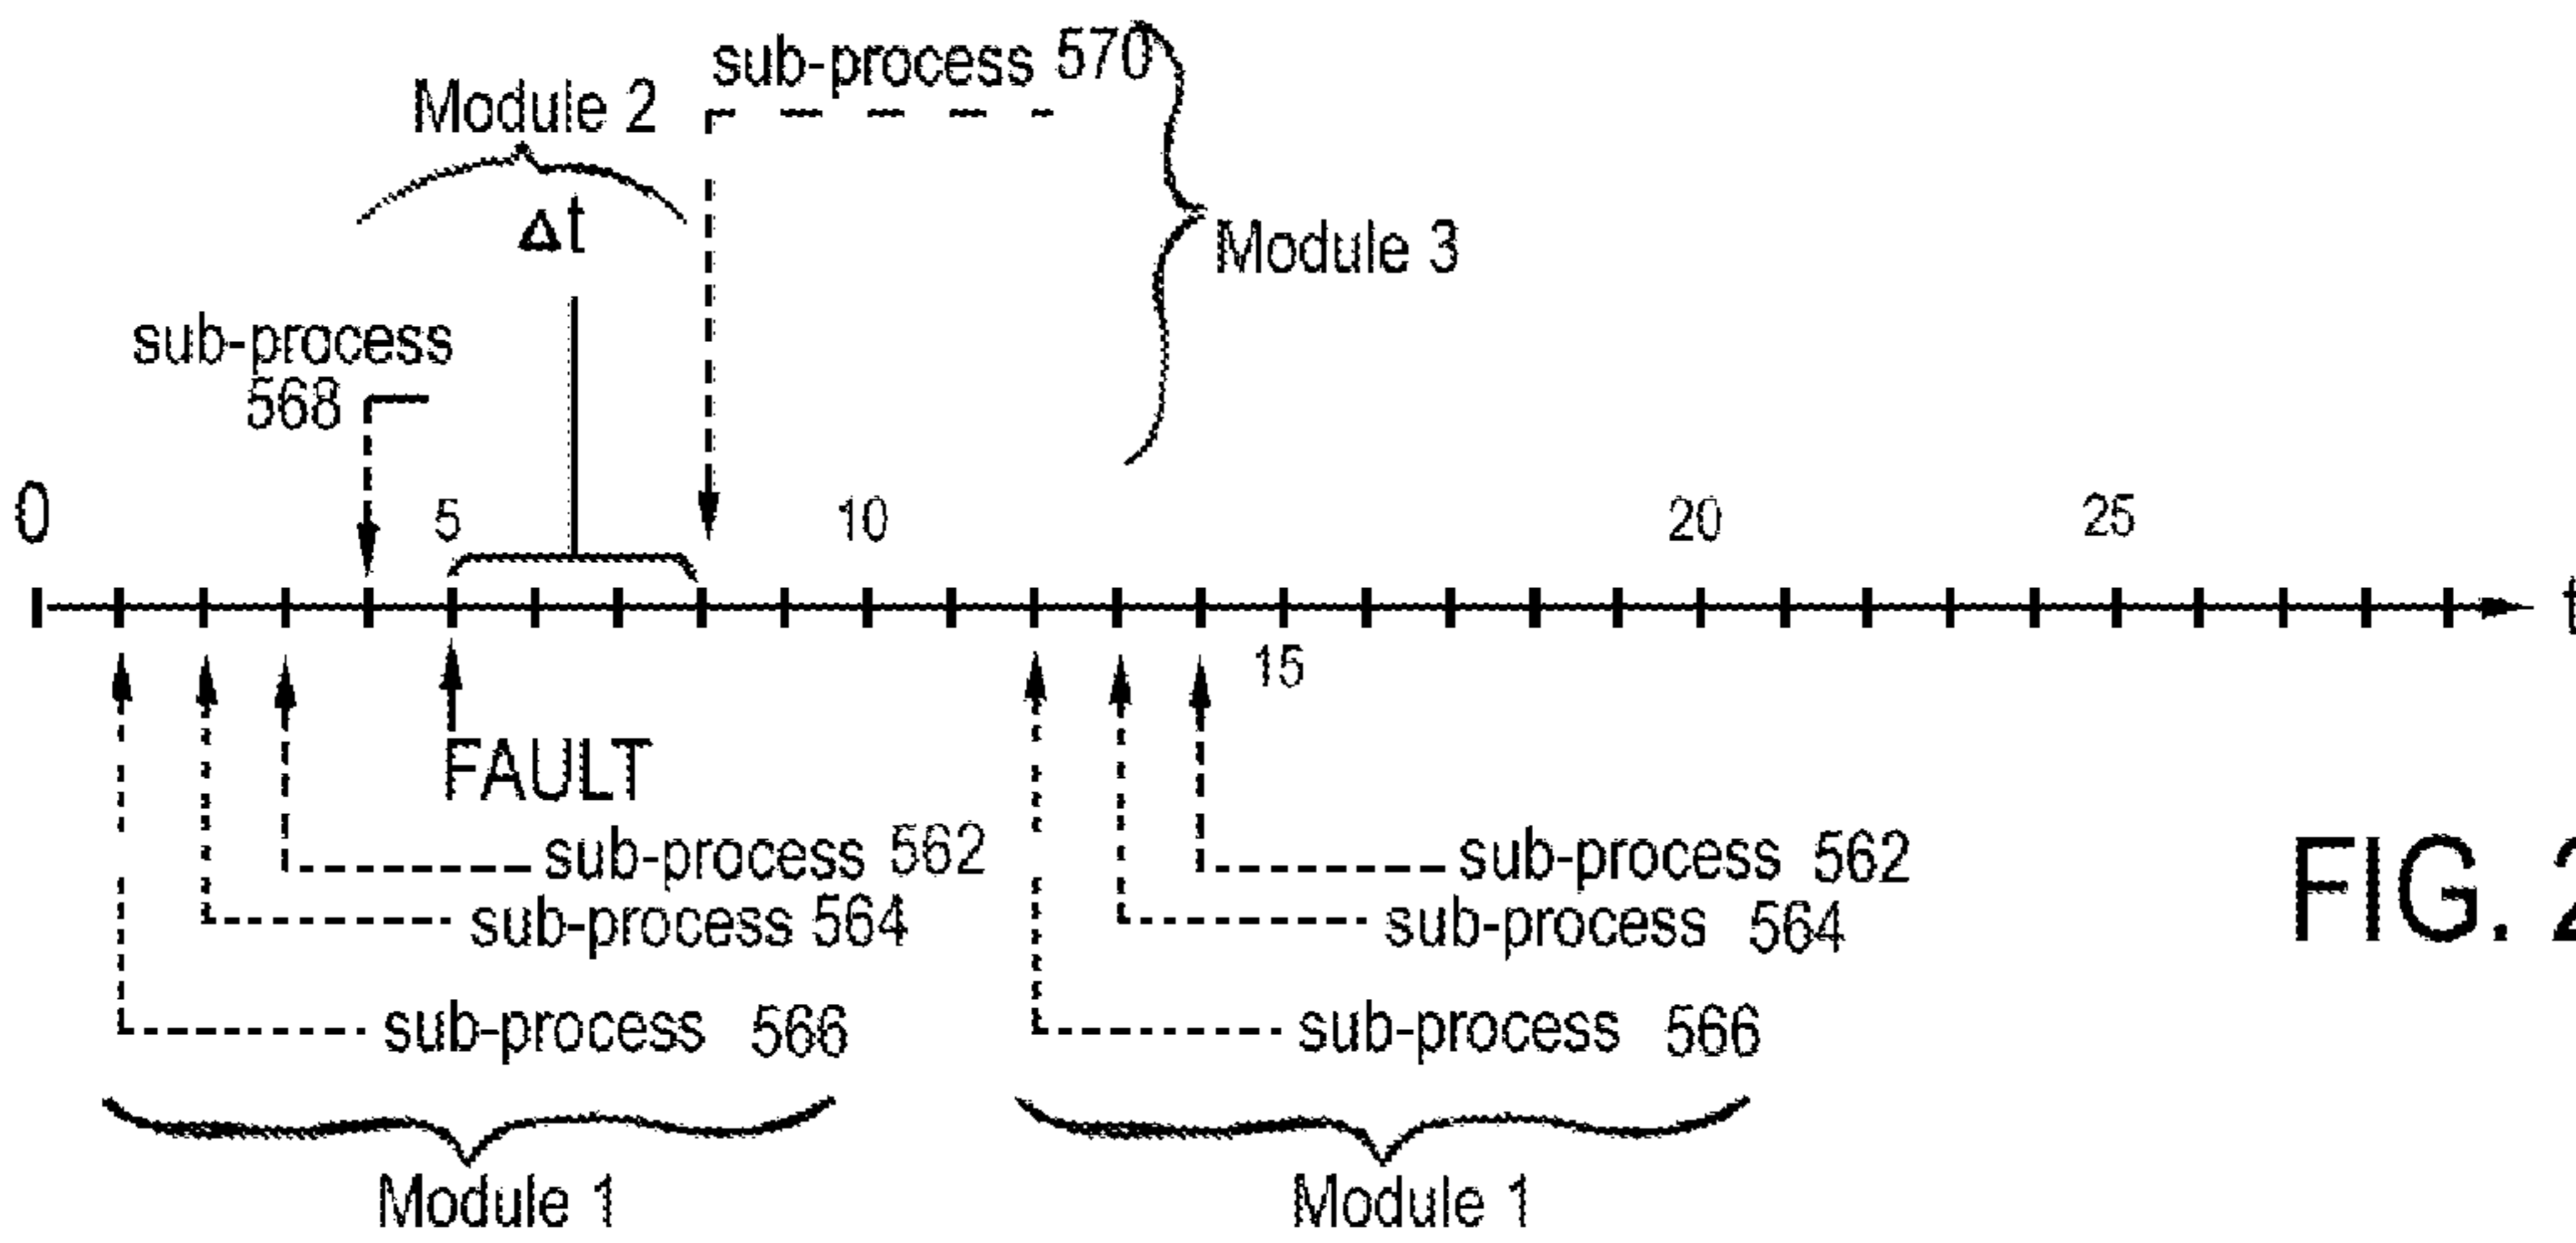 sub-process 570
Module 2
Δt
Module 3
sub-process
568
0
5
10
20
25
t
15
FAULT
sub-process 562
sub-process 562
sub-process 564
sub-process 564
sub-process 566
sub-process 566
Module 1
Module 1
FIG. 2